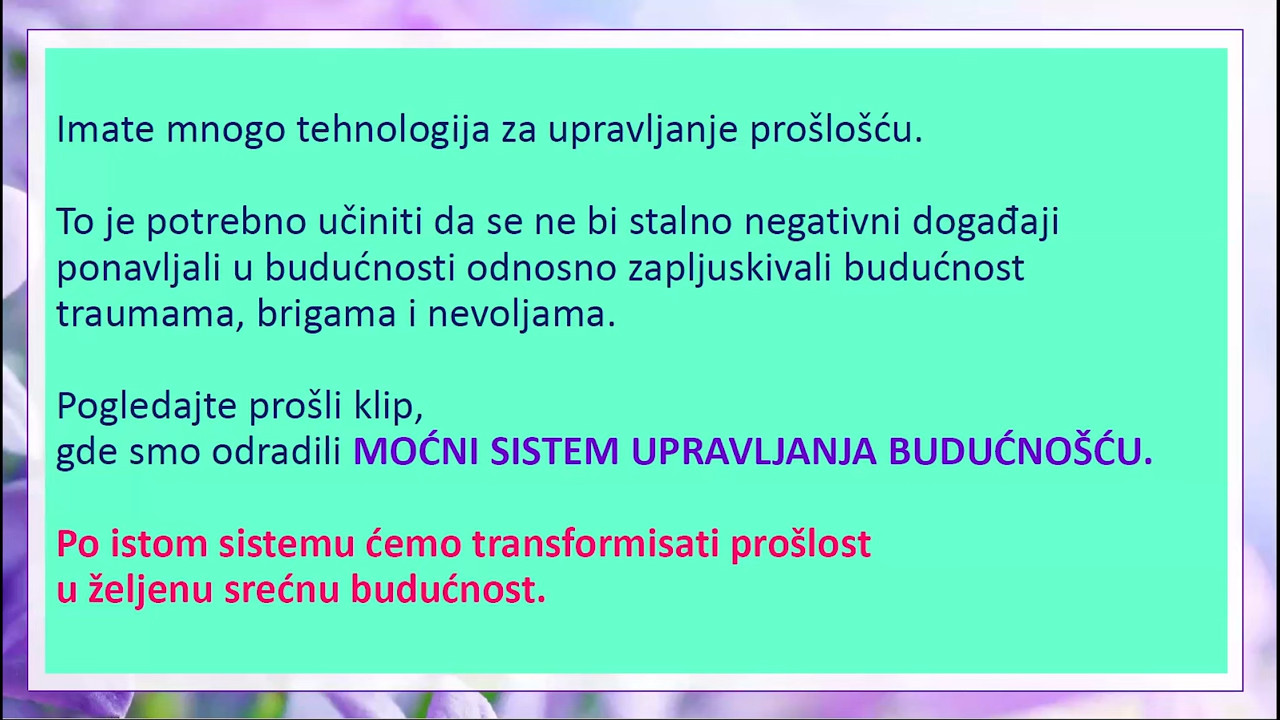 Imate mnogo tehnologija za upravljanje prošlošću.
To je potrebno učiniti da se ne bi stalno negativni događaji
ponavljali u budućnosti odnosno zapljuskivali budućnost
traumama, brigama i nevoljama.
Pogledajte prošli klip,
gde smo odradili MOĆNI SISTEM UPRAVLJANJA BUDUĆNOŠĆU.
Po istom sistemu ćemo transformisati prošlost
u željenu srećnu budućnost.